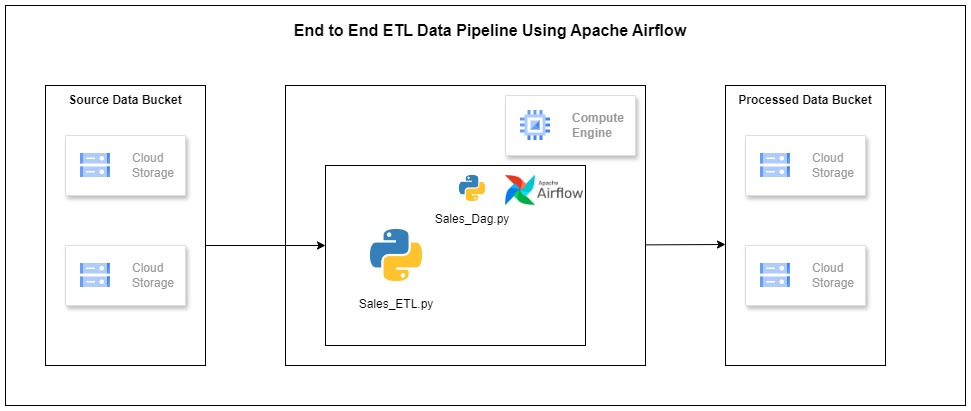 End to End ETL Data Pipeline Using Apache Airflow
Source Data Bucket
Cloud
Storage
Cloud
Storage
Compute
Engine
Apache
Airflow
Sales_Dag.py
Sales_ETL.py
Processed Data Bucket
Cloud
Storage
Cloud
Storage